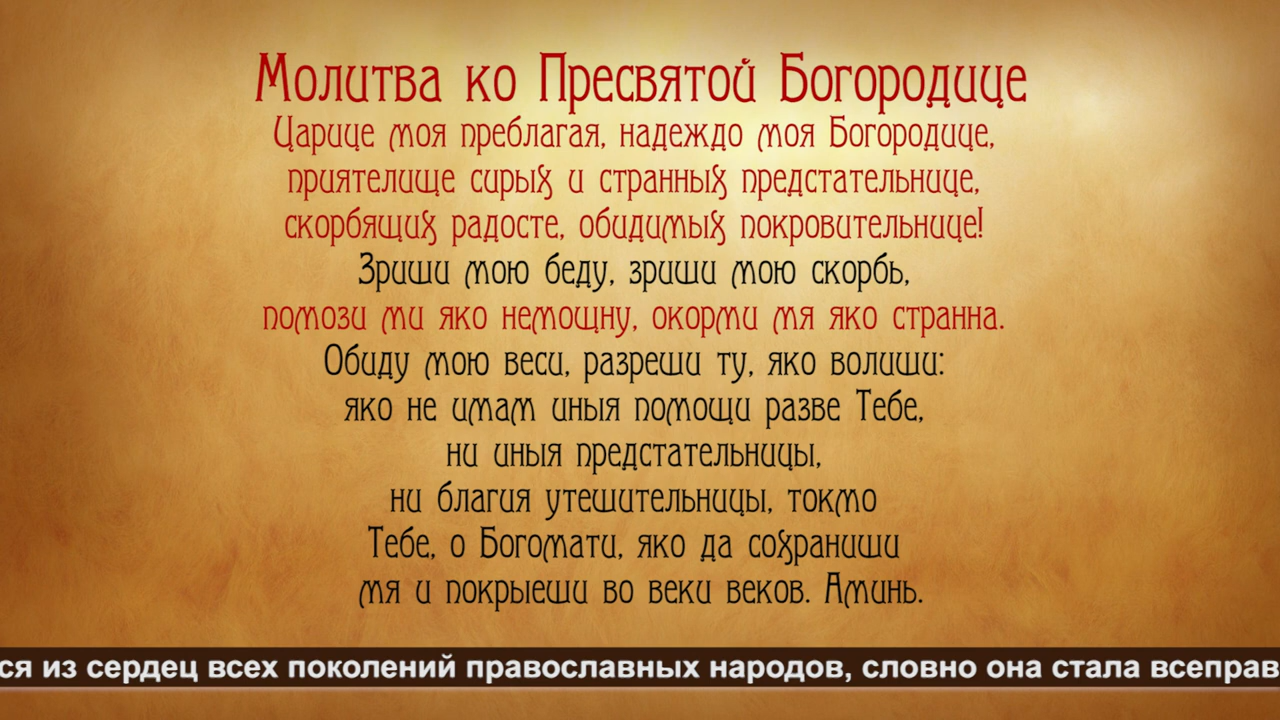 Молитва ко Пресвятой Богородице
Царице моя преблагая, надеждо моя Богородице,
приятелище сирых и странных предстательнице,
скорбящих радосте, обидимых покровительнице!
Зриши мою беду, зриши мою скорбь,
помози ми яко немощну, окорми мя яко странна.
Обиду мою веси, разреши ту, яко волиши:
яко не имам иныя помощи разве Тебе,
ни иныя предстательницы,
ни благия утешительницы, токмо
Тебе, о Богомати, яко да сохраниши
мя и покрыеши во веки веков. Аминь.
ся из сердец всех поколений православных народов, словно она стала всеправ